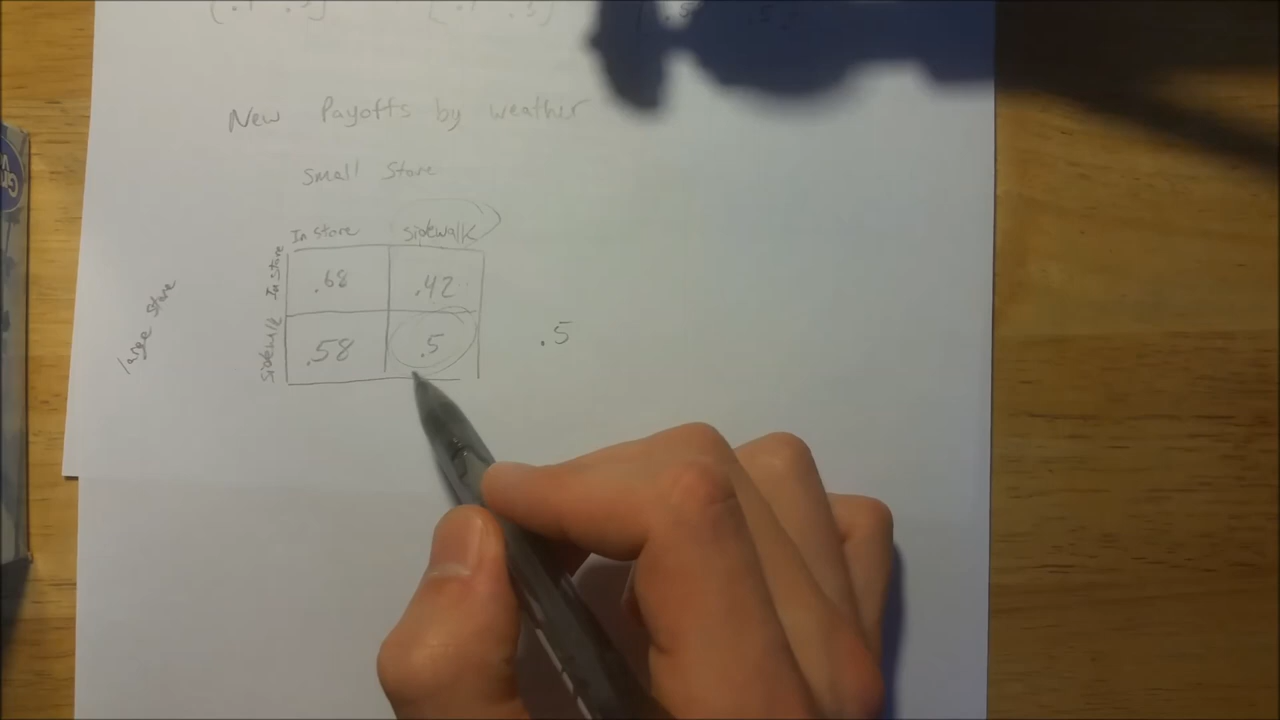 New Payoffs by weather
Small Store
In store sidewalk
In store .68 .42
sidewalk .58 .5
.5
large store